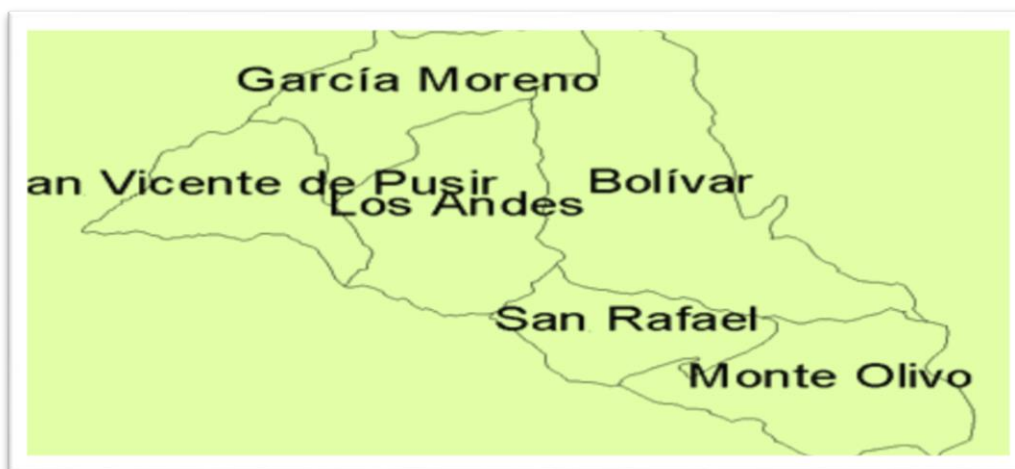 García Moreno
an Vicente de Pusir
Los Andes
Bolívar
San Rafael
Monte Olivo